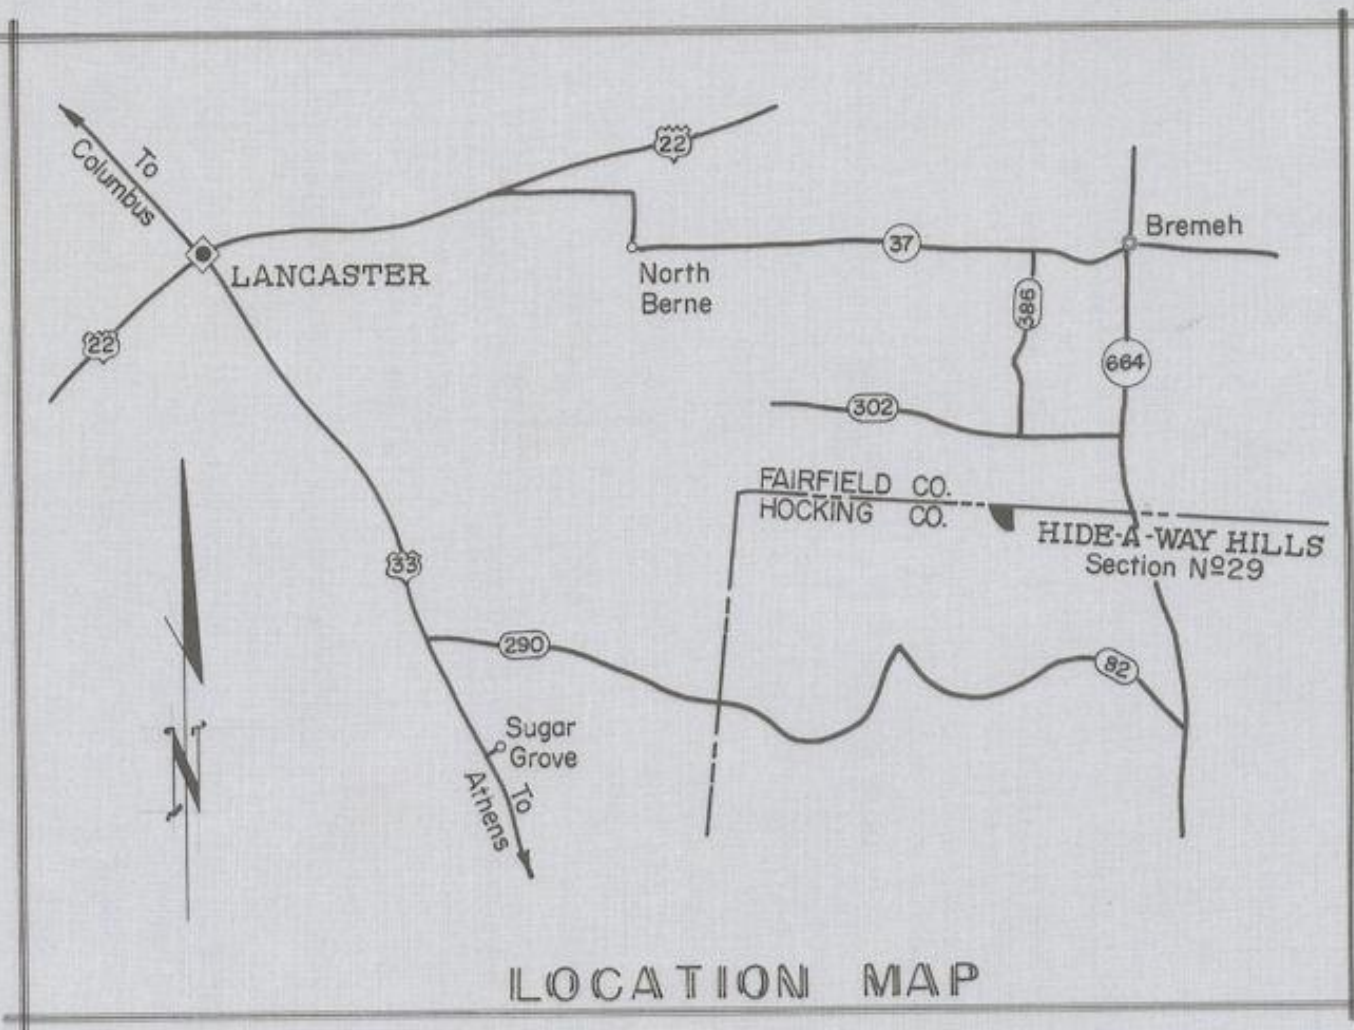 To
Columbus
22
LANCASTER
22
North
Berne
37
Bremeh
386
664
302
FAIRFIELD CO.
HOCKING CO.
HIDE-A-WAY HILLS
Section Nº29
33
290
82
Sugar
Grove
To
Athens
N
LOCATION MAP